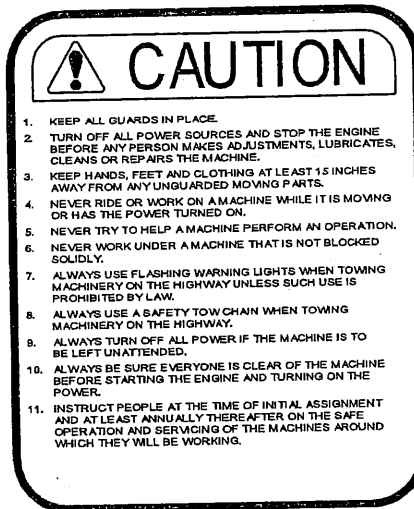 CAUTION
1. KEEP ALL GUARDS IN PLACE.
2. TURN OFF ALL POWER SOURCES AND STOP THE ENGINE
BEFORE ANY PERSON MAKES ADJUSTMENTS, LUBRICATES,
CLEANS OR REPAIRS THE MACHINE.
3. KEEP HANDS, FEET AND CLOTHING AT LEAST 15 INCHES
AWAY FROM ANY UNGUARDED MOVING PARTS.
4. NEVER RIDE OR WORK ON A MACHINE WHILE IT IS MOVING
OR HAS THE POWER TURNED ON.
5. NEVER TRY TO HELP A MACHINE PERFORM AN OPERATION.
6. NEVER WORK UNDER A MACHINE THAT IS NOT BLOCKED
SOLIDLY.
7. ALWAYS USE FLASHING WARNING LIGHTS WHEN TOWING
MACHINERY ON THE HIGHWAY UNLESS SUCH USE IS
PROHIBITED BY LAW.
8. ALWAYS USE A SAFETY TOW CHAIN WHEN TOWING
MACHINERY ON THE HIGHWAY.
9. ALWAYS TURN OFF ALL POWER IF THE MACHINE IS TO
BE LEFT UNATTENDED.
10. ALWAYS BE SURE EVERYONE IS CLEAR OF THE MACHINE
BEFORE STARTING THE ENGINE AND TURNING ON THE
POWER.
11. INSTRUCT PEOPLE AT THE TIME OF INITIAL ASSIGNMENT
AND AT LEAST ANNUALLY THEREAFTER ON THE SAFE
OPERATION AND SERVICING OF THE MACHINES AROUND
WHICH THEY WILL BE WORKING.